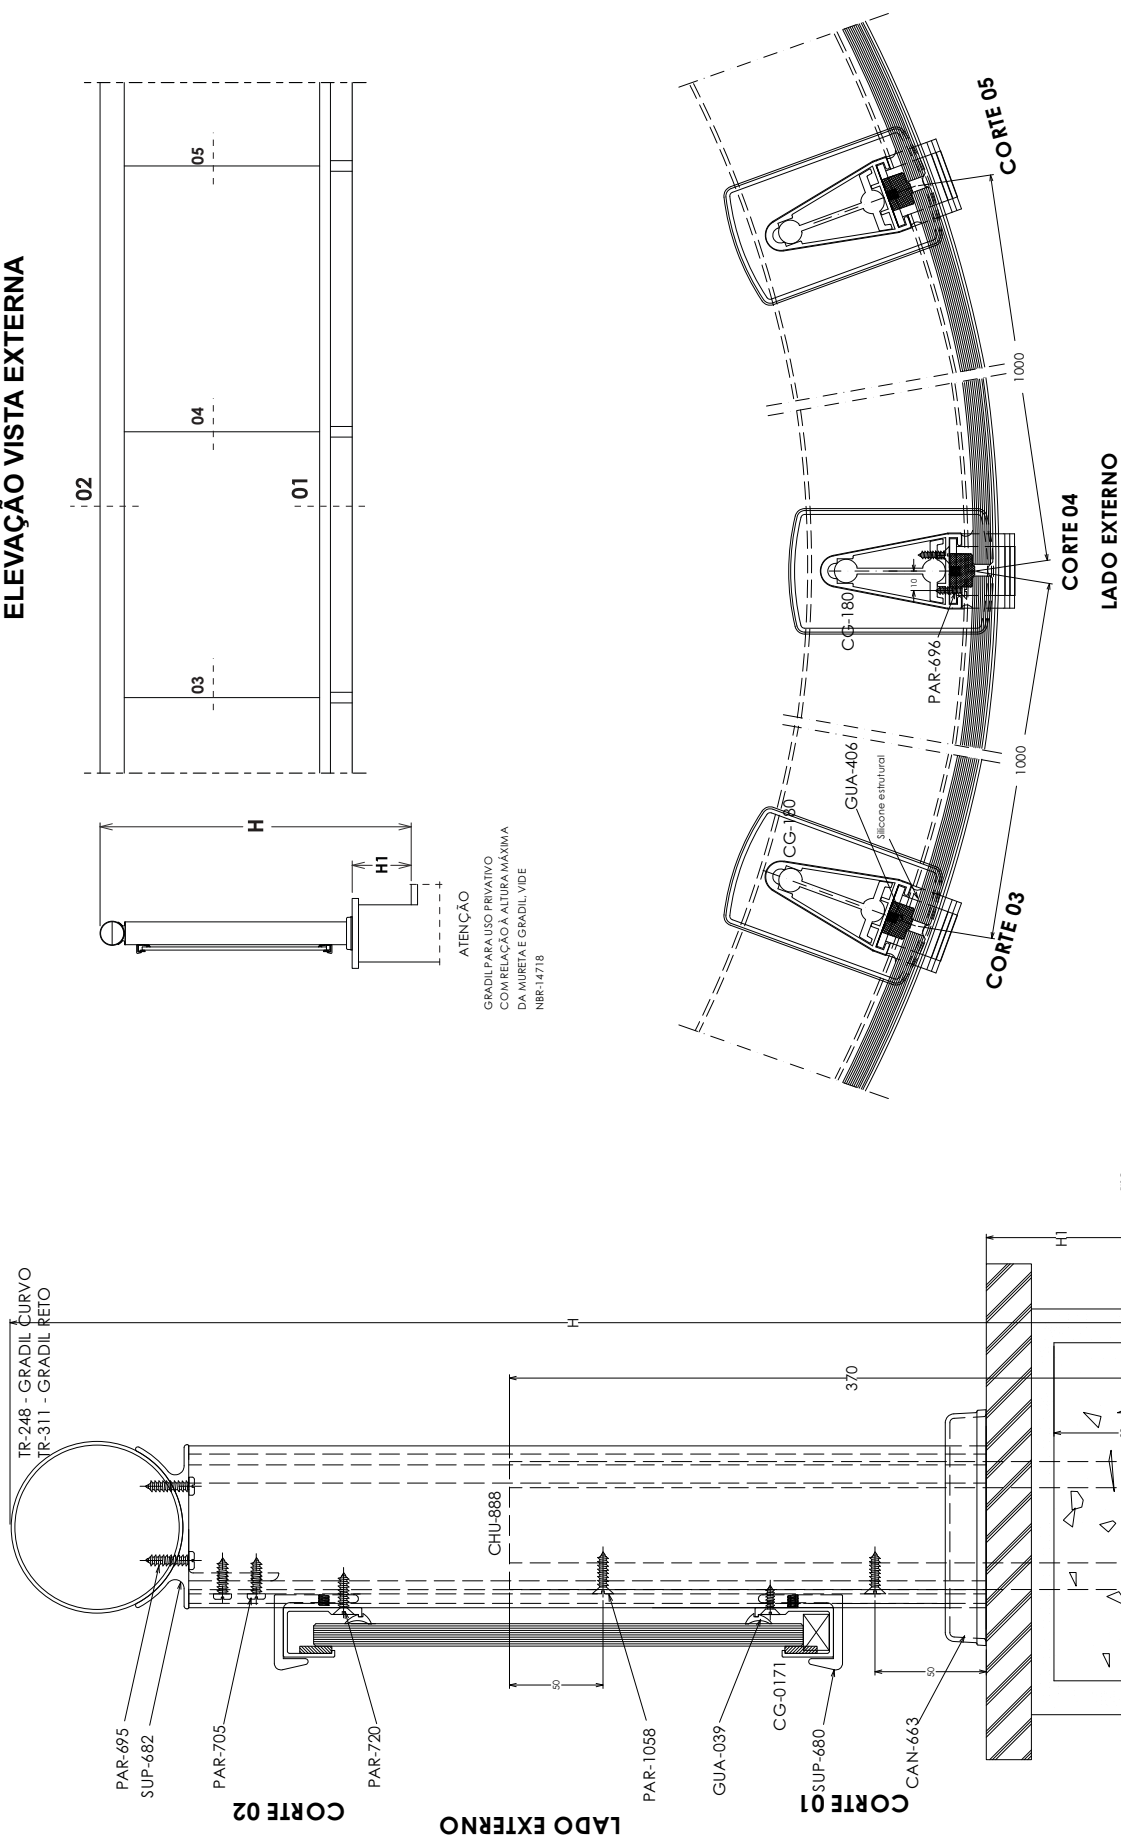 ELEVAÇÃO VISTA EXTERNA
02
01
03
04
05
H
H1
ATENÇÃO
GRADIL PARA USO PRIVATIVO
COM RELAÇÃO À ALTURA MÁXIMA
DA MURETA E GRADIL, VIDE
NBR-14718
CG-180
GUA-406
Silicone estrutural
CORTE 03
1000
CG-180
PAR-696
10
CORTE 04
LADO EXTERNO
1000
CORTE 05
TR-248 - GRADIL CURVO
TR-311 - GRADIL RETO
H
370
H1
CHU-888
PAR-695
SUP-682
PAR-705
PAR-720
50
PAR-1058
GUA-039
CG-0171
SUP-680
50
CAN-663
CORTE 02
LADO EXTERNO
CORTE 01